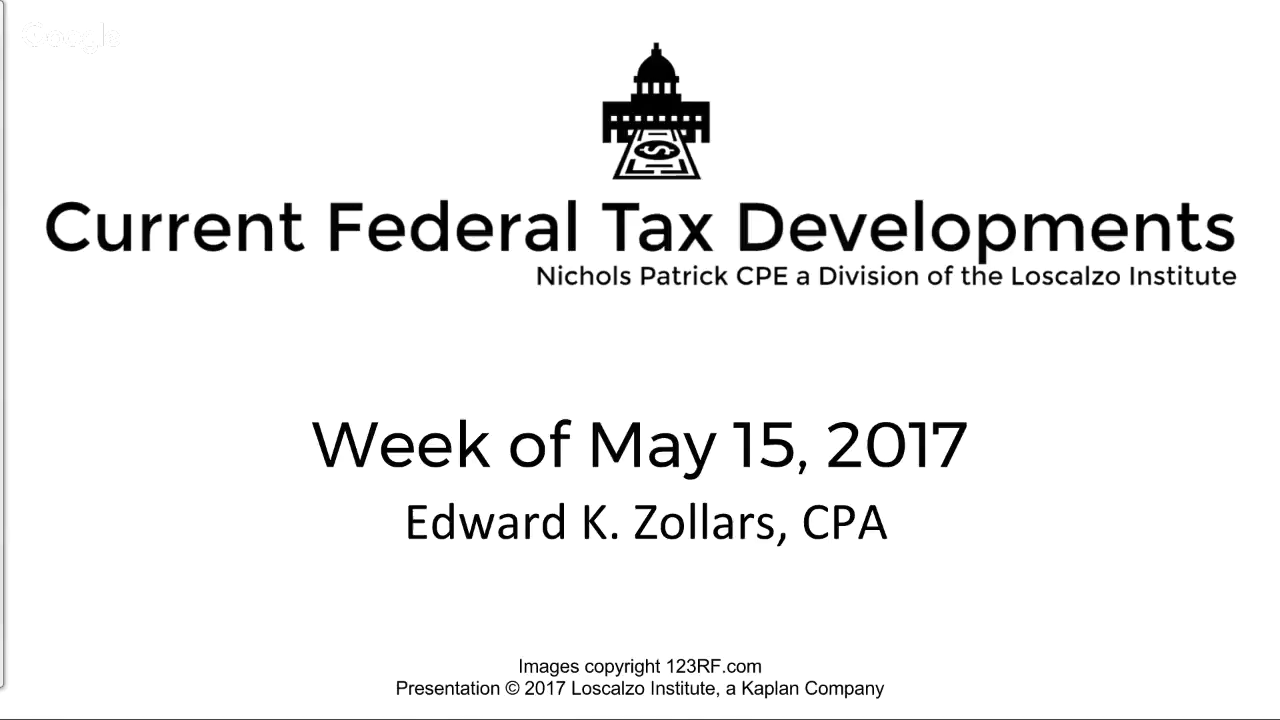 Google
Current Federal Tax Developments
Nichols Patrick CPE a Division of the Loscalzo Institute
Week of May 15, 2017
Edward K. Zollars, CPA
Images copyright 123RF.com
Presentation © 2017 Loscalzo Institute, a Kaplan Company